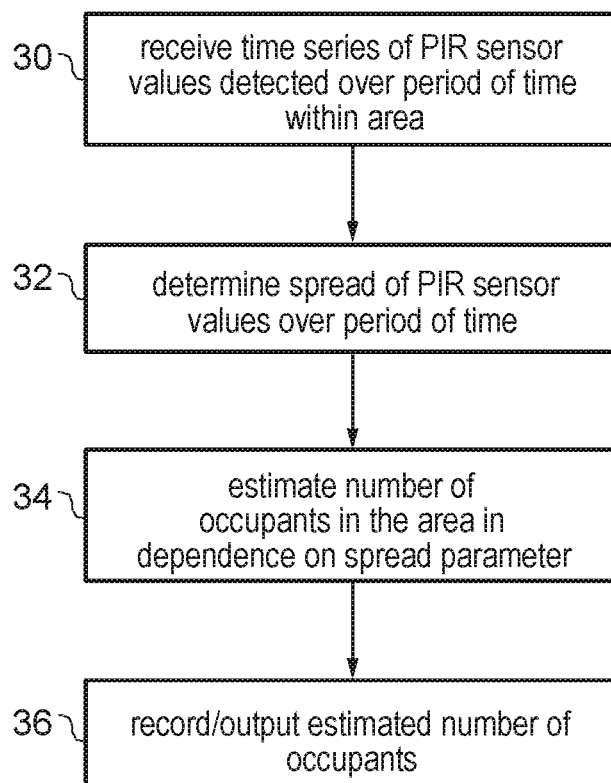 30
receive time series of PIR sensor
values detected over period of time
within area
32
determine spread of PIR sensor
values over period of time
34
estimate number of
occupants in the area in
dependence on spread parameter
36
record/output estimated number of
occupants